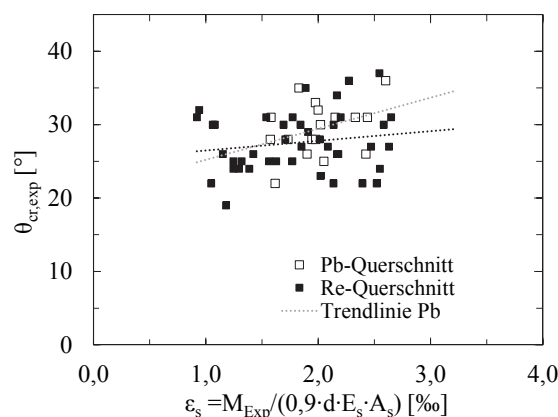 40
30
20
10
0
θcr,exp [°]
Pb-Querschnitt
Re-Querschnitt
Trendlinie Pb
0,0 1,0 2,0 3,0 4,0
εs =MExp/(0,9·d·Es·As) [‰]